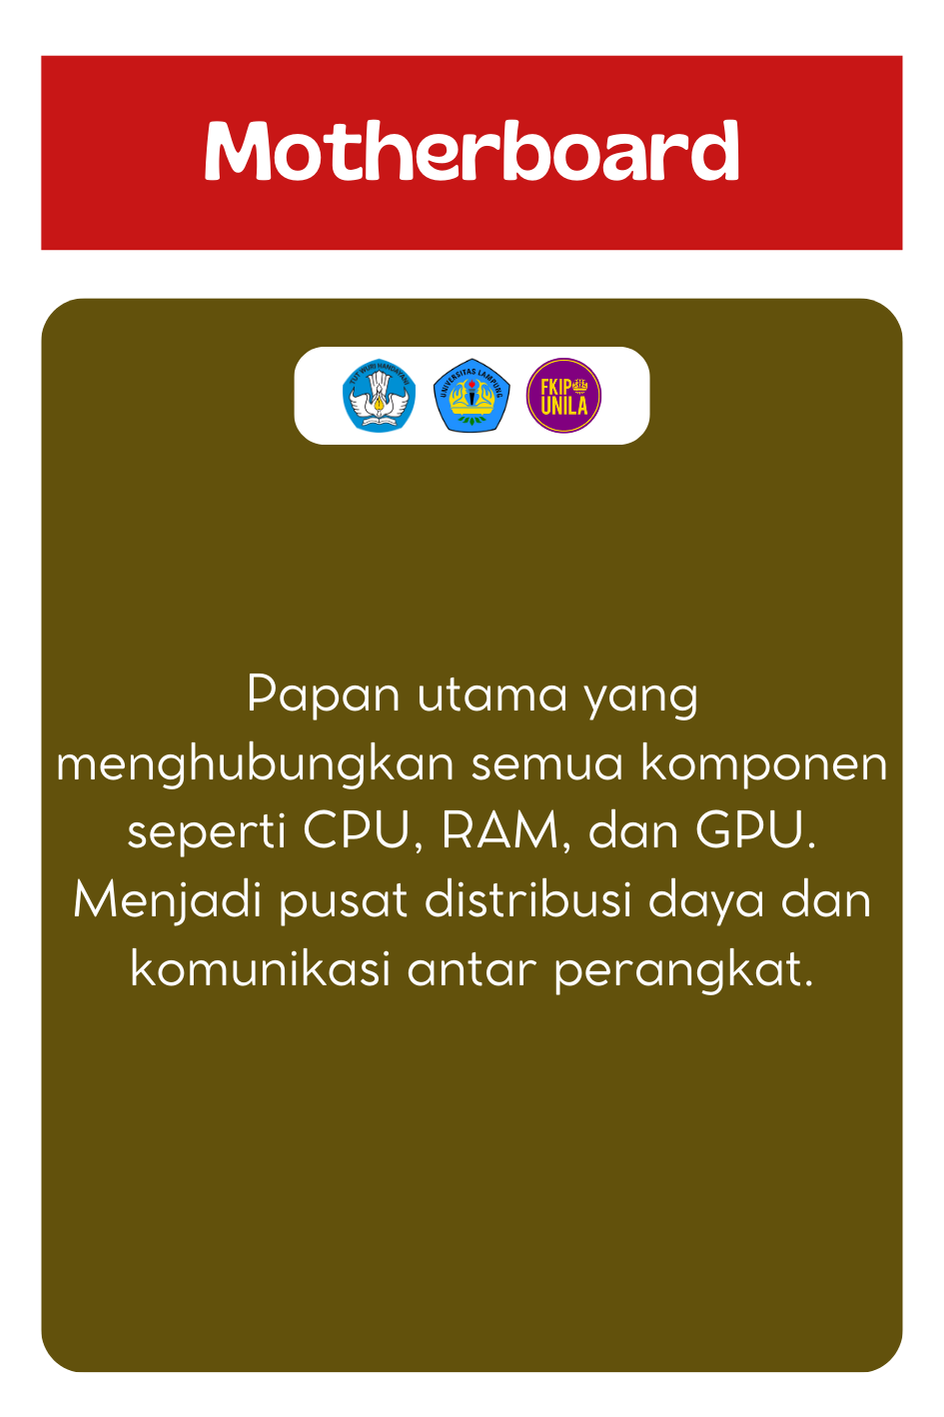 Motherboard
TUT WURI HANDAYANI
UNIVERSITAS LAMPUNG
FKIP
UNILA
Papan utama yang
menghubungkan semua komponen
seperti CPU, RAM, dan GPU.
Menjadi pusat distribusi daya dan
komunikasi antar perangkat.